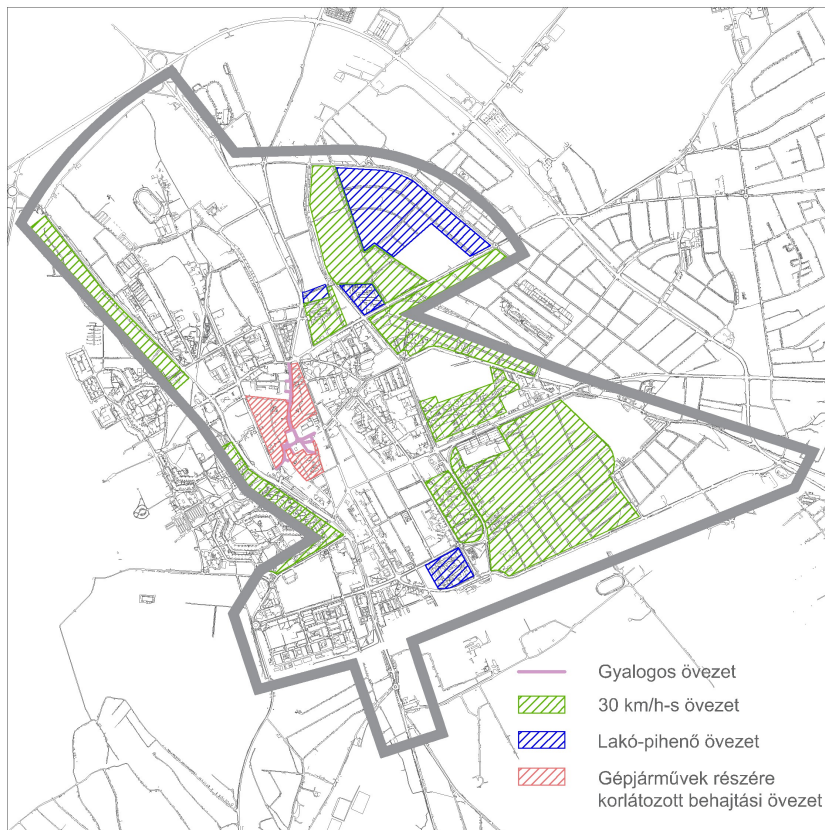 Gyalogos övezet
30 km/h-s övezet
Lakó-pihenő övezet
Gépjárművek részére
korlátozott behajtási övezet